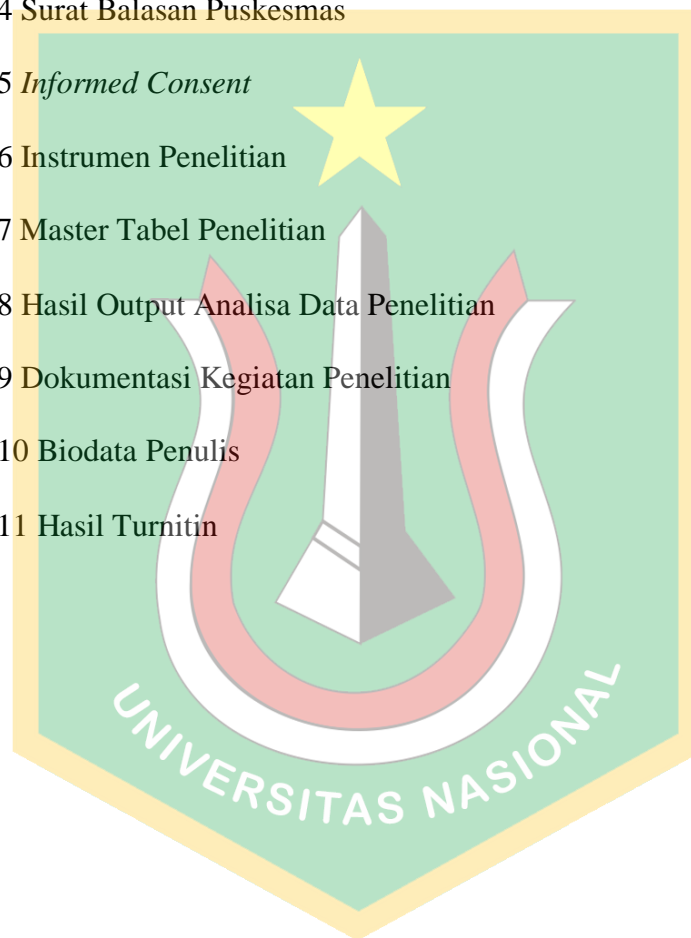 4 Surat Balasan Puskesmas
5 Informed Consent
6 Instrumen Penelitian
7 Master Tabel Penelitian
8 Hasil Output Analisa Data Penelitian
9 Dokumentasi Kegiatan Penelitian
10 Biodata Penulis
11 Hasil Turnitin
UNIVERSITAS NASIONAL